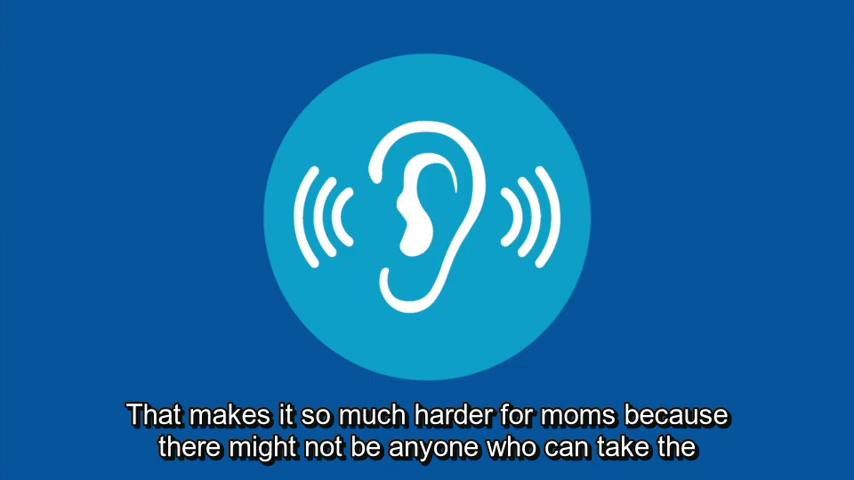 That makes it so much harder for moms because
there might not be anyone who can take the